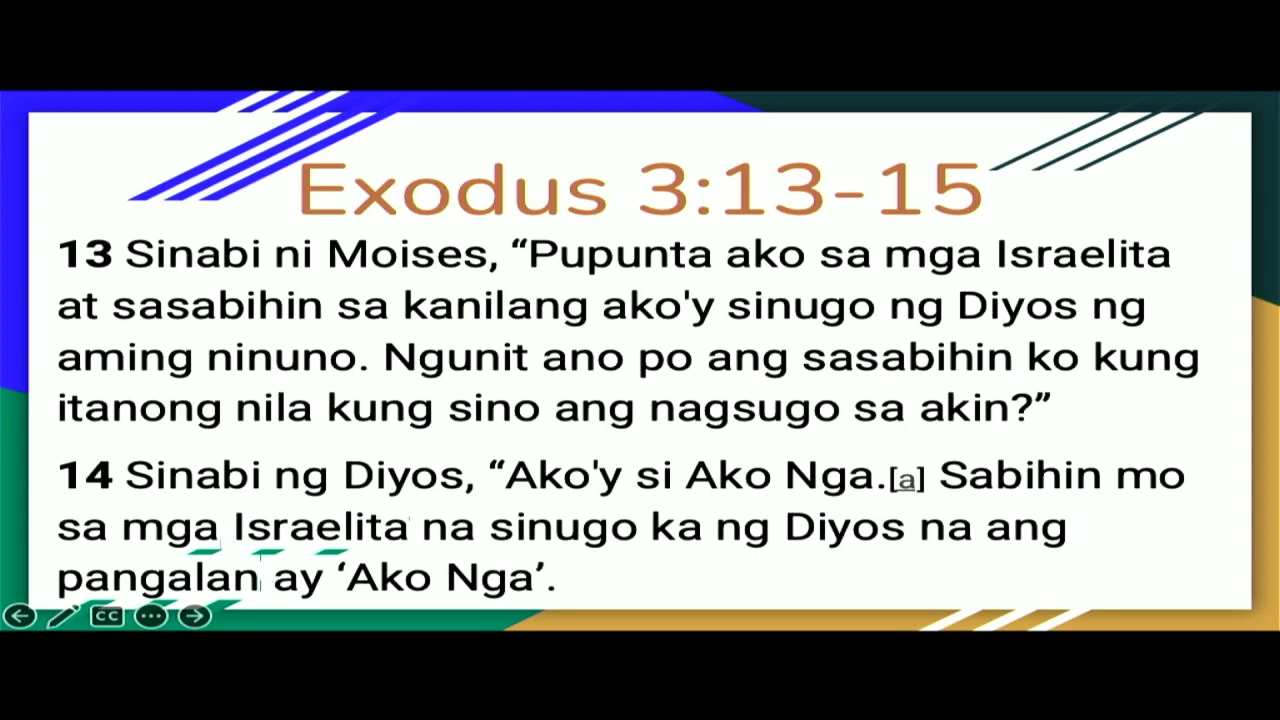 Exodus 3:13-15
13 Sinabi ni Moises, “Pupunta ako sa mga Israelita
at sasabihin sa kanilang ako'y sinugo ng Diyos ng
aming ninuno. Ngunit ano po ang sasabihin ko kung
itanong nila kung sino ang nagsugo sa akin?”
14 Sinabi ng Diyos, “Ako'y si Ako Nga.[a] Sabihin mo
sa mga Israelita na sinugo ka ng Diyos na ang
pangalan ay ‘Ako Nga’.
CC